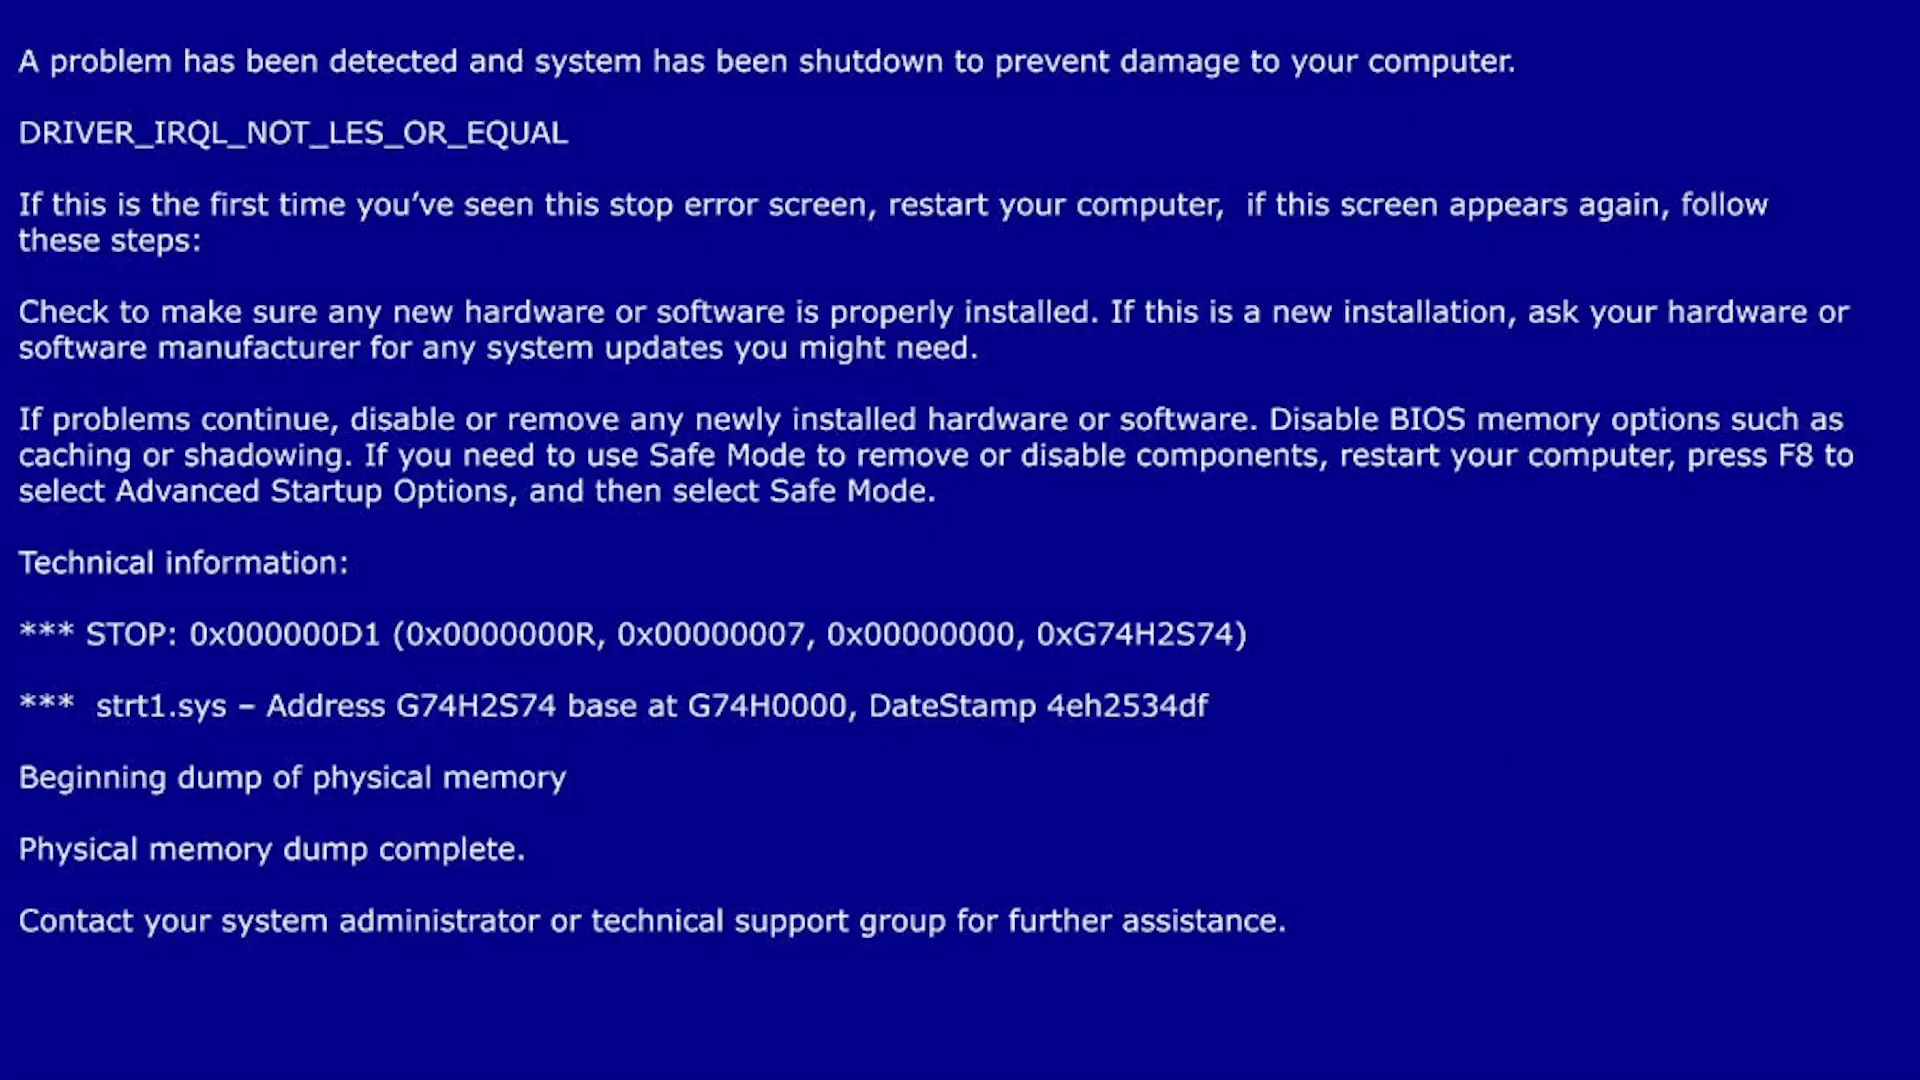 A problem has been detected and system has been shutdown to prevent damage to your computer.
DRIVER_IRQL_NOT_LES_OR_EQUAL
If this is the first time you’ve seen this stop error screen, restart your computer,  if this screen appears again, follow
these steps:
Check to make sure any new hardware or software is properly installed. If this is a new installation, ask your hardware or
software manufacturer for any system updates you might need.
If problems continue, disable or remove any newly installed hardware or software. Disable BIOS memory options such as
caching or shadowing. If you need to use Safe Mode to remove or disable components, restart your computer, press F8 to
select Advanced Startup Options, and then select Safe Mode.
Technical information:
*** STOP: 0x000000D1 (0x0000000R, 0x00000007, 0x00000000, 0xG74H2S74)
***  strt1.sys – Address G74H2S74 base at G74H0000, DateStamp 4eh2534df
Beginning dump of physical memory
Physical memory dump complete.
Contact your system administrator or technical support group for further assistance.